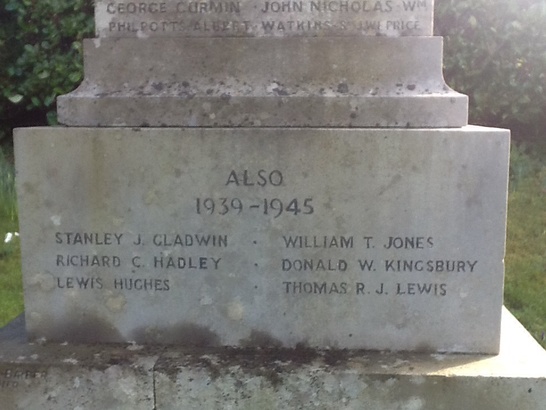 GEORGE CURMIN · JOHN NICHOLAS · WM
PHILPOTTS ALBERT WATKINS PRICE
ALSO
1939-1945
STANLEY J. GLADWIN · WILLIAM T. JONES
RICHARD C. HADLEY · DONALD W. KINGSBURY
LEWIS HUGHES · THOMAS R. J. LEWIS